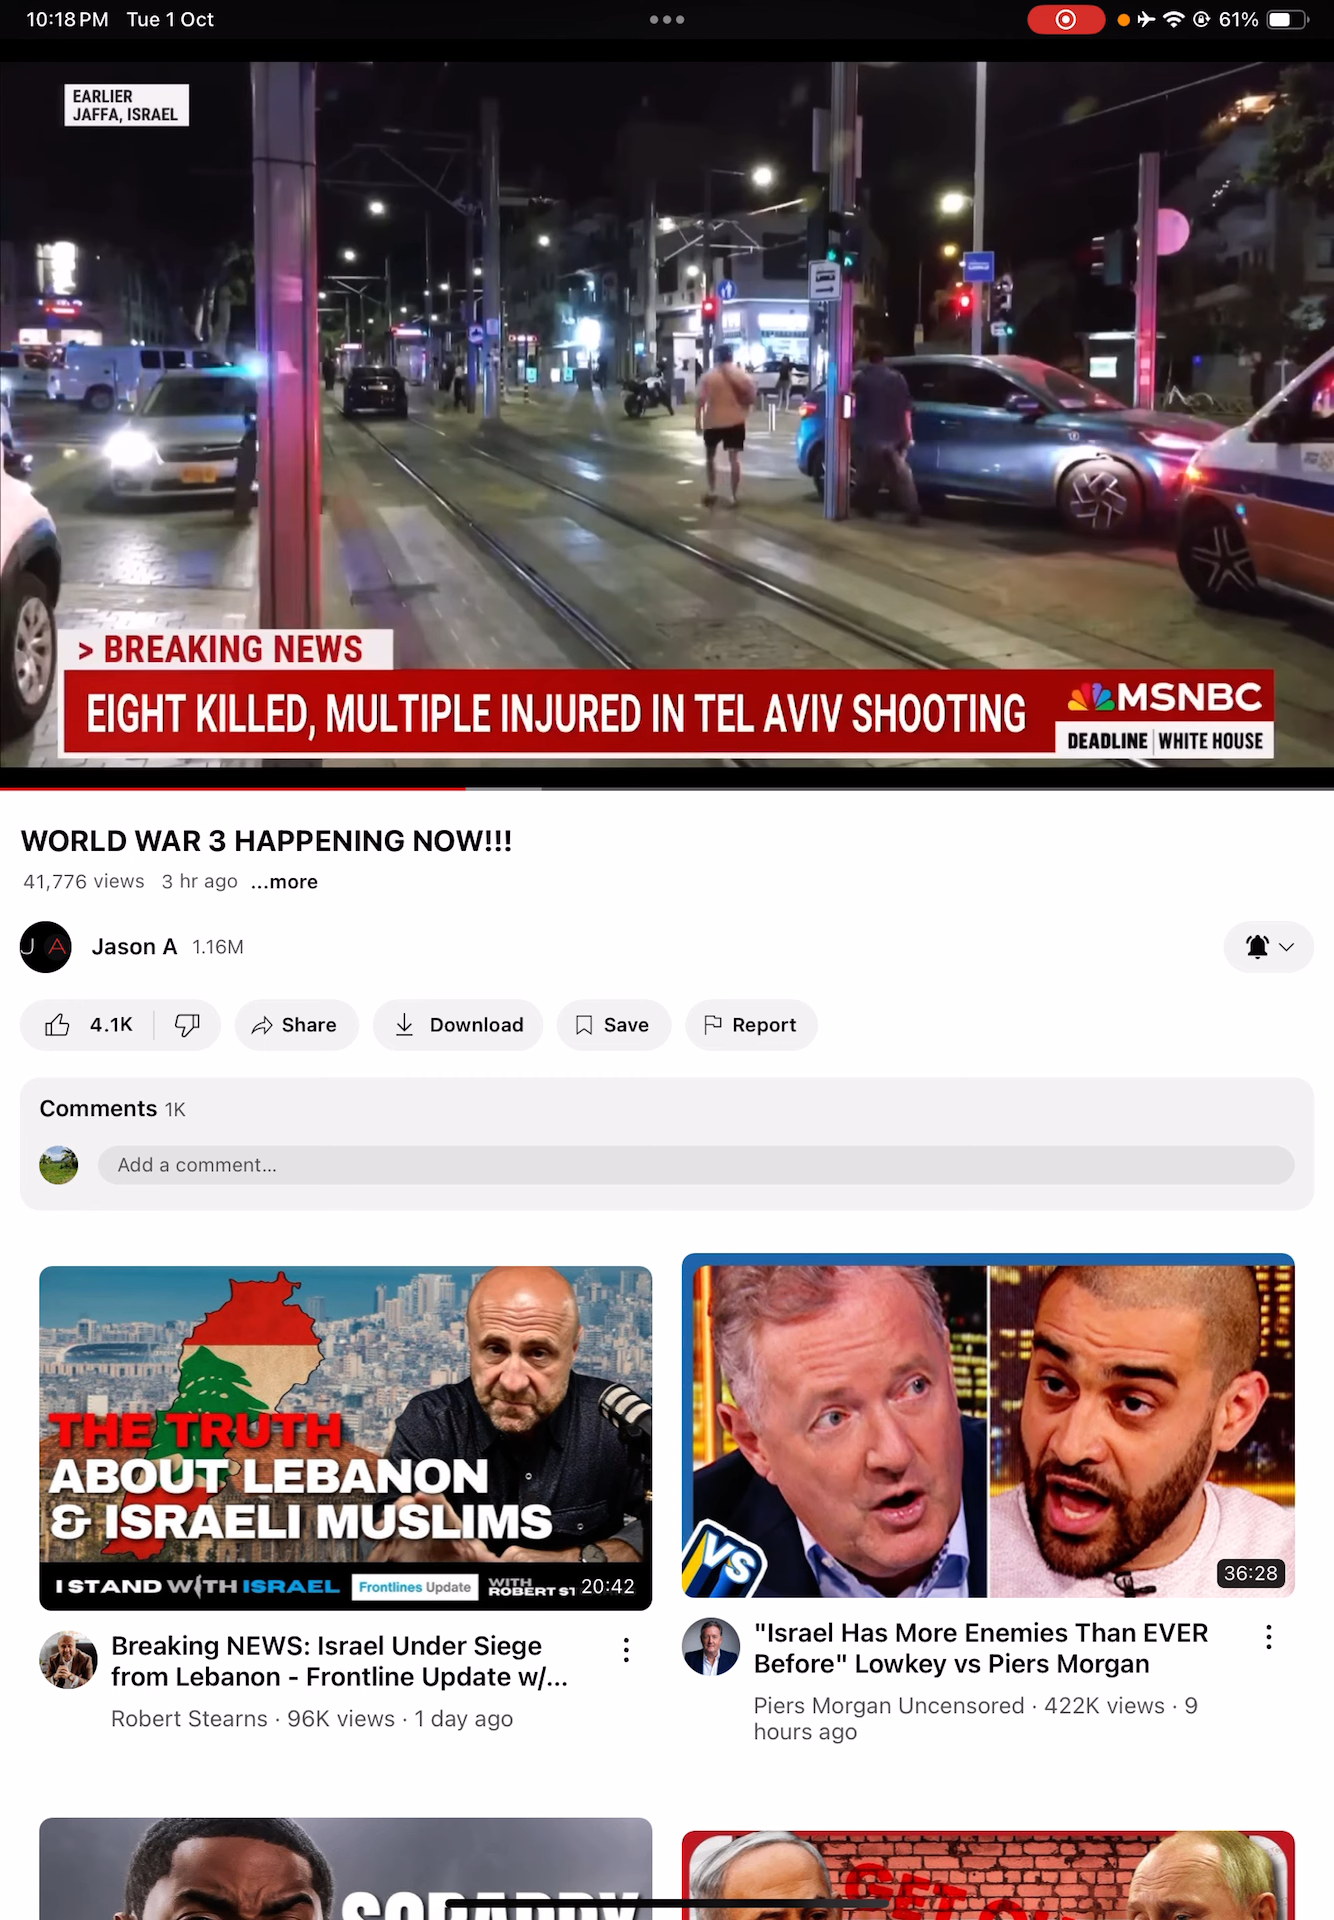 10:18 PM Tue 1 Oct
61%
EARLIER
JAFFA, ISRAEL
> BREAKING NEWS
EIGHT KILLED, MULTIPLE INJURED IN TEL AVIV SHOOTING
MSNBC
DEADLINE WHITE HOUSE
WORLD WAR 3 HAPPENING NOW!!!
41,776 views 3 hr ago ...more
J A
Jason A 1.16M
4.1K
Share
Download
Save
Report
Comments 1K
Add a comment...
THE TRUTH
ABOUT LEBANON
& ISRAELI MUSLIMS
I STAND WITH ISRAEL
Frontlines Update
WITH
ROBERT ST
20:42
Breaking NEWS: Israel Under Siege
from Lebanon - Frontline Update w/...
Robert Stearns · 96K views · 1 day ago
VS
36:28
"Israel Has More Enemies Than EVER
Before" Lowkey vs Piers Morgan
Piers Morgan Uncensored · 422K views · 9
hours ago
GET